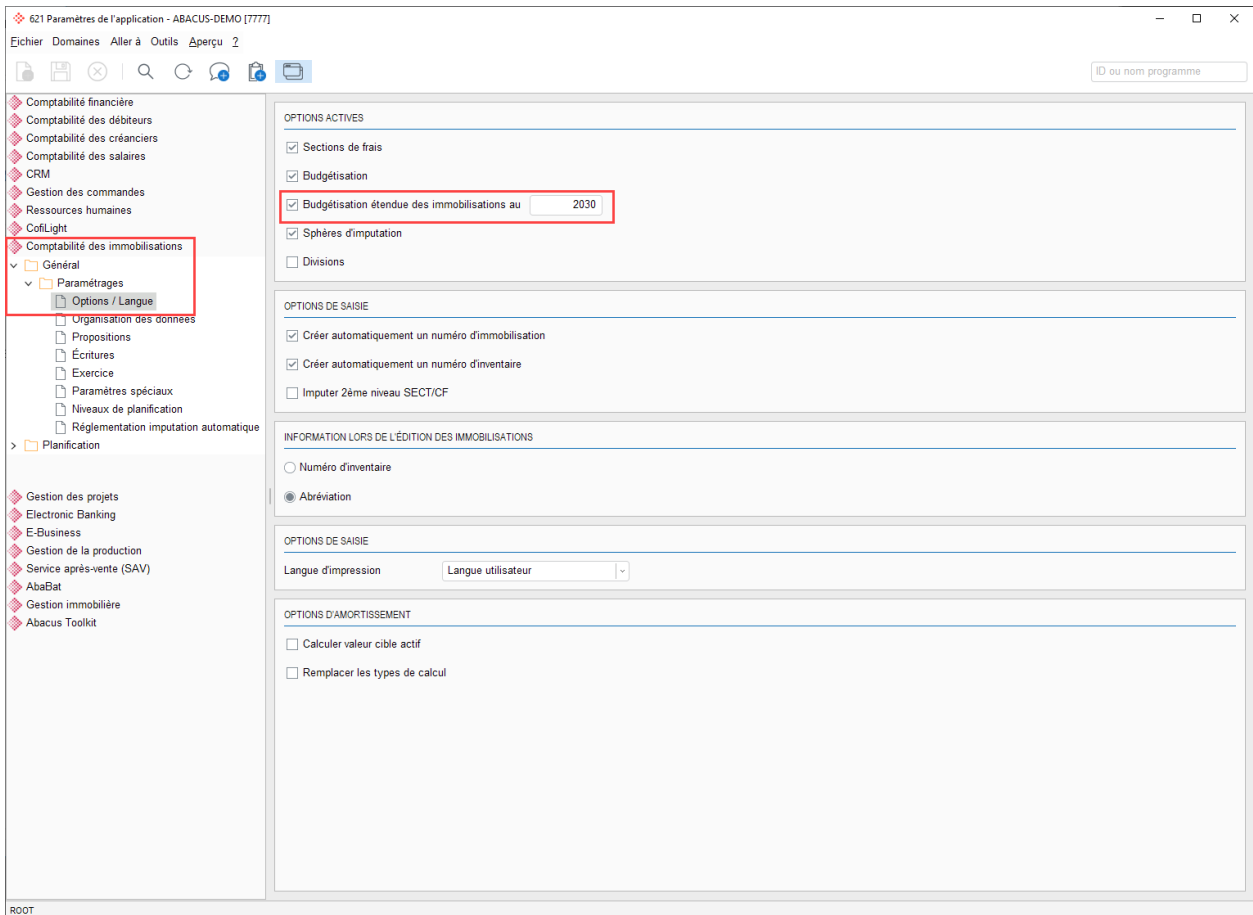 621 Paramètres de l'application - ABACUS-DEMO [7777]
Fichier Domaines Aller à Outils Aperçu ?
ID ou nom programme
Comptabilité financière
Comptabilité des débiteurs
Comptabilité des créanciers
Comptabilité des salaires
CRM
Gestion des commandes
Ressources humaines
CofiLight
Comptabilité des immobilisations
Général
Paramétrages
Options / Langue
Organisation des données
Propositions
Écritures
Exercice
Paramètres spéciaux
Niveaux de planification
Réglementation imputation automatique
Planification
Gestion des projets
Electronic Banking
E-Business
Gestion de la production
Service après-vente (SAV)
AbaBat
Gestion immobilière
Abacus Toolkit
OPTIONS ACTIVES
Sections de frais
Budgétisation
Budgétisation étendue des immobilisations au 2030
Sphères d'imputation
Divisions
OPTIONS DE SAISIE
Créer automatiquement un numéro d'immobilisation
Créer automatiquement un numéro d'inventaire
Imputer 2ème niveau SECT/CF
INFORMATION LORS DE L'ÉDITION DES IMMOBILISATIONS
Numéro d'inventaire
Abréviation
OPTIONS DE SAISIE
Langue d'impression Langue utilisateur
OPTIONS D'AMORTISSEMENT
Calculer valeur cible actif
Remplacer les types de calcul
ROOT